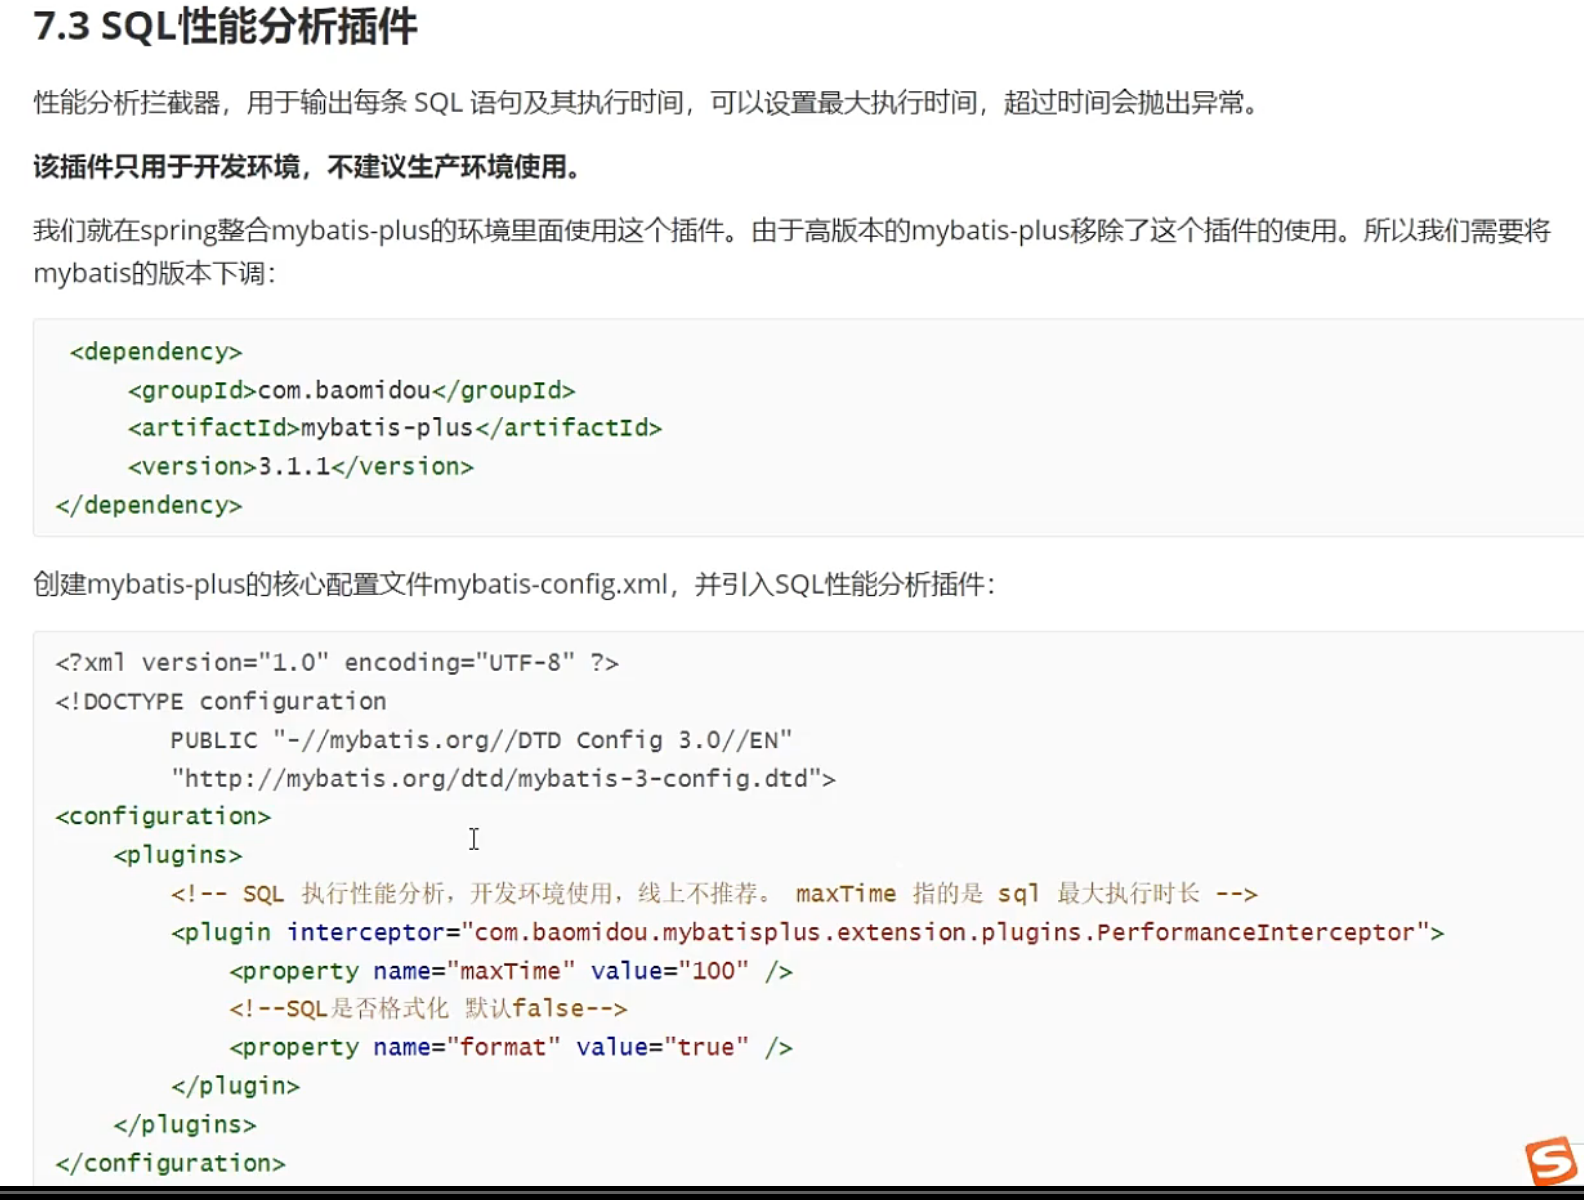 7.3 SQL性能分析插件
性能分析拦截器，用于输出每条 SQL 语句及其执行时间，可以设置最大执行时间，超过时间会抛出异常。
该插件只用于开发环境，不建议生产环境使用。
我们就在spring整合mybatis-plus的环境里面使用这个插件。由于高版本的mybatis-plus移除了这个插件的使用。所以我们需要将
mybatis的版本下调：
<dependency>
<groupId>com.baomidou</groupId>
<artifactId>mybatis-plus</artifactId>
<version>3.1.1</version>
</dependency>
创建mybatis-plus的核心配置文件mybatis-config.xml，并引入SQL性能分析插件：
<?xml version="1.0" encoding="UTF-8" ?>
<!DOCTYPE configuration
PUBLIC "-//mybatis.org//DTD Config 3.0//EN"
"http://mybatis.org/dtd/mybatis-3-config.dtd">
<configuration>
<plugins>
<!-- SQL 执行性能分析，开发环境使用，线上不推荐。 maxTime 指的是 sql 最大执行时长 -->
<plugin interceptor="com.baomidou.mybatisplus.extension.plugins.PerformanceInterceptor">
<property name="maxTime" value="100" />
<!--SQL是否格式化 默认false-->
<property name="format" value="true" />
</plugin>
</plugins>
</configuration>